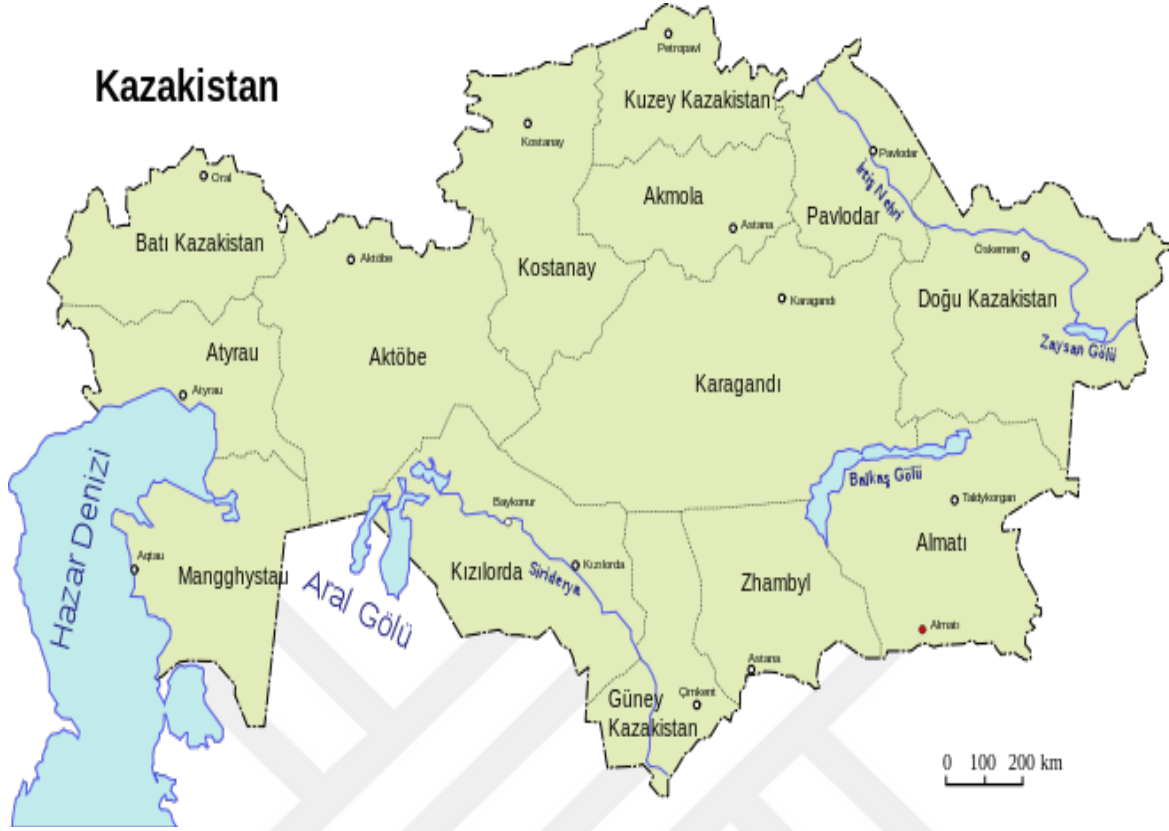 Kazakistan
Petropavl
Kuzey Kazakistan
Kostanay
Pavlodar
Oral
İrtiş Nehri
Akmola
Pavlodar
Astana
Batı Kazakistan
Aktöbe
Kostanay
Öskemen
Karagandı
Doğu Kazakistan
Zaysan Gölü
Atyrau
Aktöbe
Karagandı
Atyrau
Hazar Denizi
Balkaş Gölü
Baykonur
Taldykorgan
Aqtau
Mangghystau
Aral Gölü
Kızılorda
Siriderya
Kızılorda
Zhambyl
Almatı
Almatı
Astana
Güney
Kazakistan
Çimkent
0 100 200 km